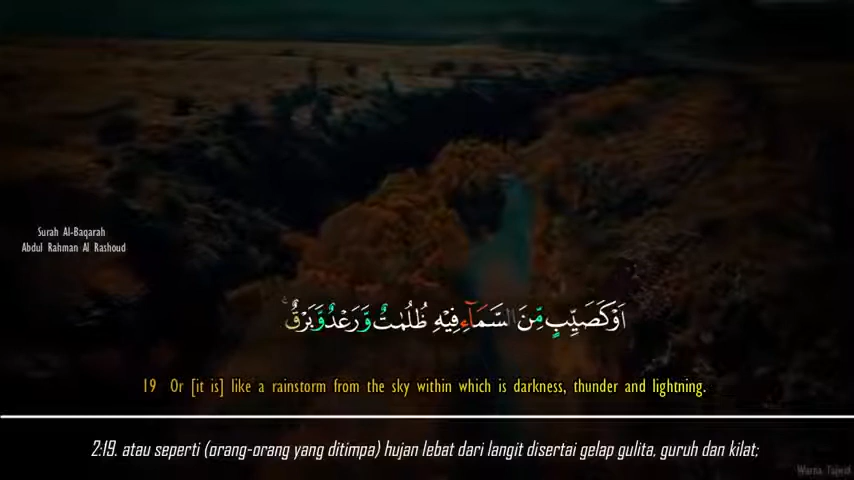 Surah Al-Baqarah
Abdul Rahman Al Rashoud
اَوْ كَصَيِّبٍ مِّنَ السَّمَآءِ فِيْهِ ظُلُمٰتٌ وَّرَعْدٌ وَّبَرْقٌ ۚ
19 Or [it is] like a rainstorm from the sky within which is darkness, thunder and lightning.
2:19. atau seperti (orang-orang yang ditimpa) hujan lebat dari langit disertai gelap gulita, guruh dan kilat;
Warna Tajwid